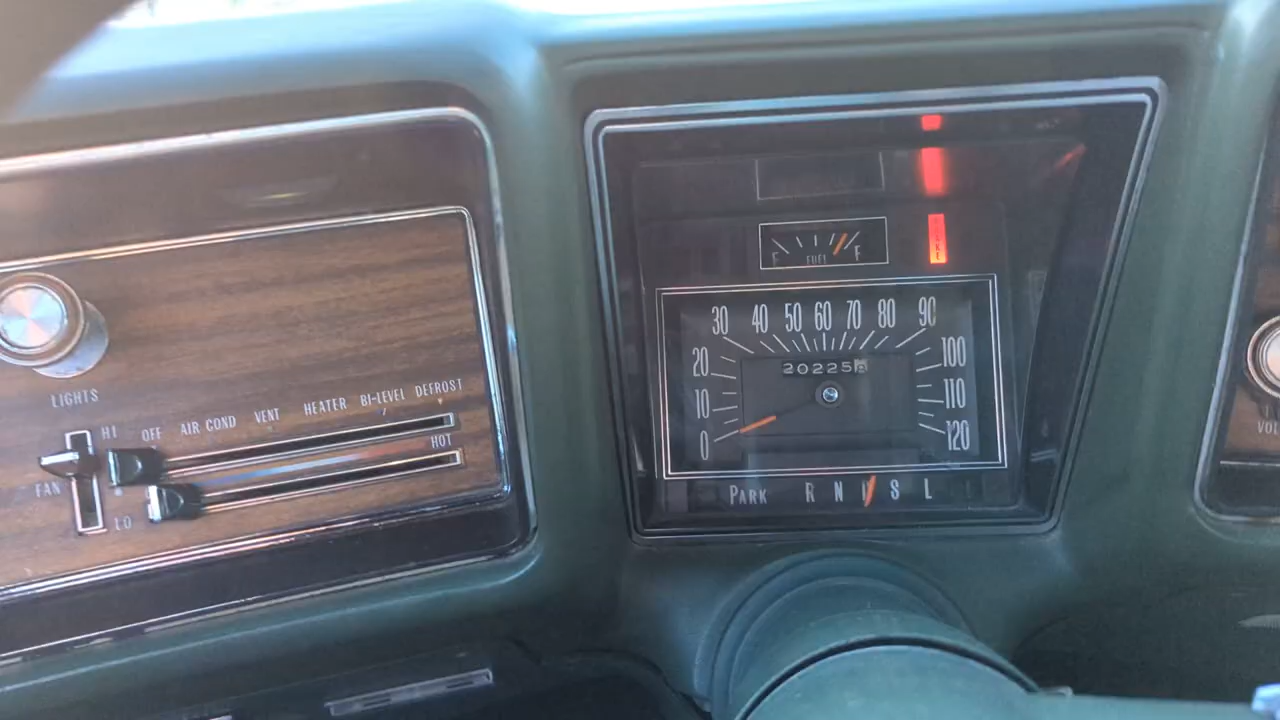 LIGHTS
OFF AIR COND VENT HEATER BI-LEVEL DEFROST
HI
HOT
FAN
LO
E FUEL F
30 40 50 60 70 80 90
20 100
20225
10 110
0 120
PARK R N S L